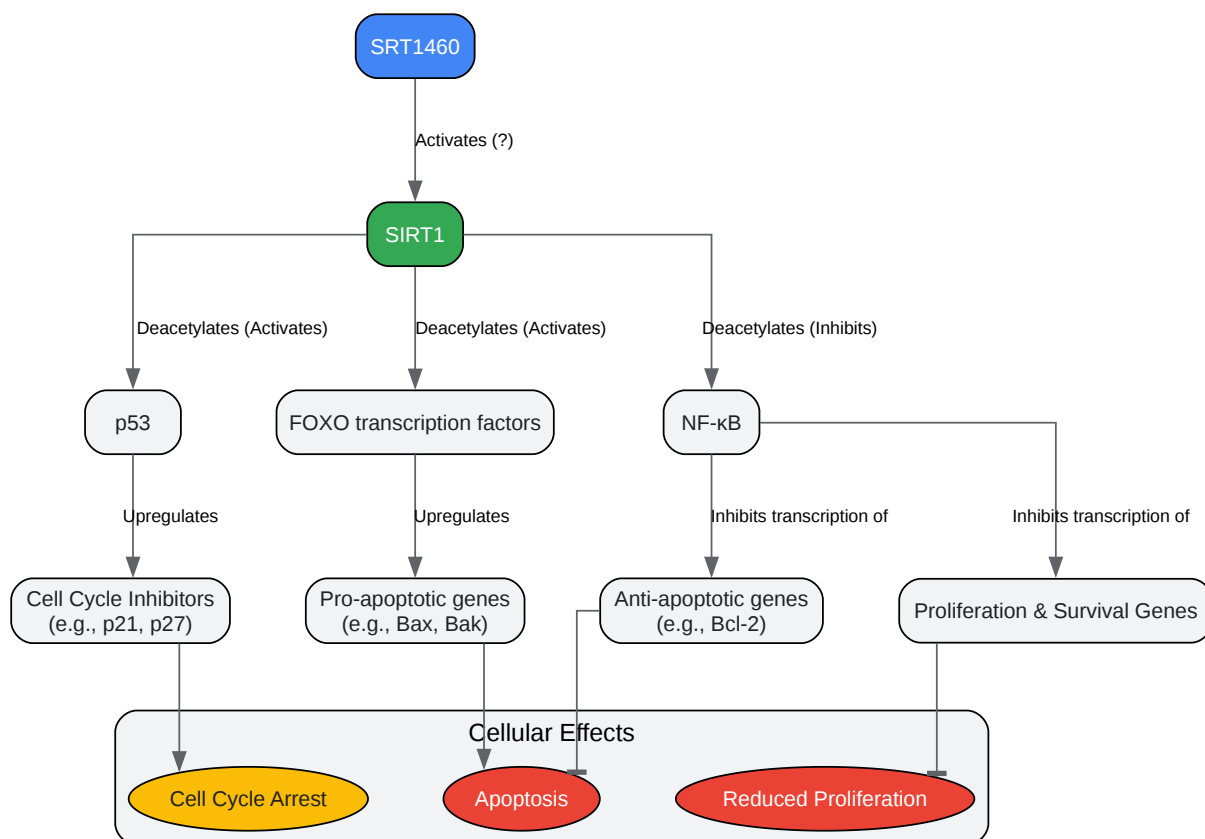 SRT1460
Activates (?)
SIRT1
Deacetylates (Activates)
Deacetylates (Activates)
Deacetylates (Inhibits)
p53
FOXO transcription factors
NF-κB
Upregulates
Upregulates
Inhibits transcription of
Inhibits transcription of
Cell Cycle Inhibitors
(e.g., p21, p27)
Pro-apoptotic genes
(e.g., Bax, Bak)
Anti-apoptotic genes
(e.g., Bcl-2)
Proliferation & Survival Genes
Cellular Effects
Cell Cycle Arrest
Apoptosis
Reduced Proliferation